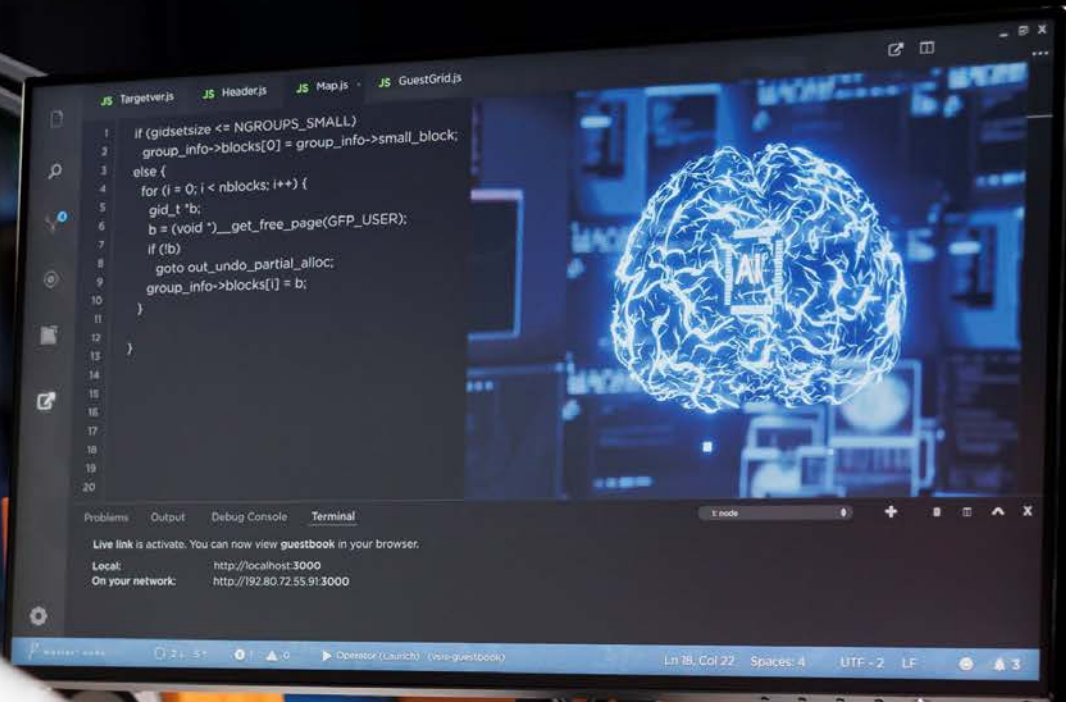 JS Targetver.js JS Header.js JS Map.js JS GuestGrid.js
1 if (gidsetsize <= NGROUPS_SMALL)
2 group_info->blocks[0] = group_info->small_block;
3 else {
4 for (i = 0; i < nblocks; i++) {
5 gid_t *b;
6 b = (void *)__get_free_page(GFP_USER);
7 if (!b)
8 goto out_undo_partial_alloc;
9 group_info->blocks[i] = b;
10 }
11
12
13 }
14
15
16
17
18
19
20
AI
Problems Output Debug Console Terminal 1: node
Live link is activate. You can now view guestbook in your browser.
Local: http://localhost:3000
On your network: http://192.80.72.55.91:3000
Operator (Launch) (vsls-guestbook) Ln 18, Col 22 Spaces: 4 UTF-2 LF 3